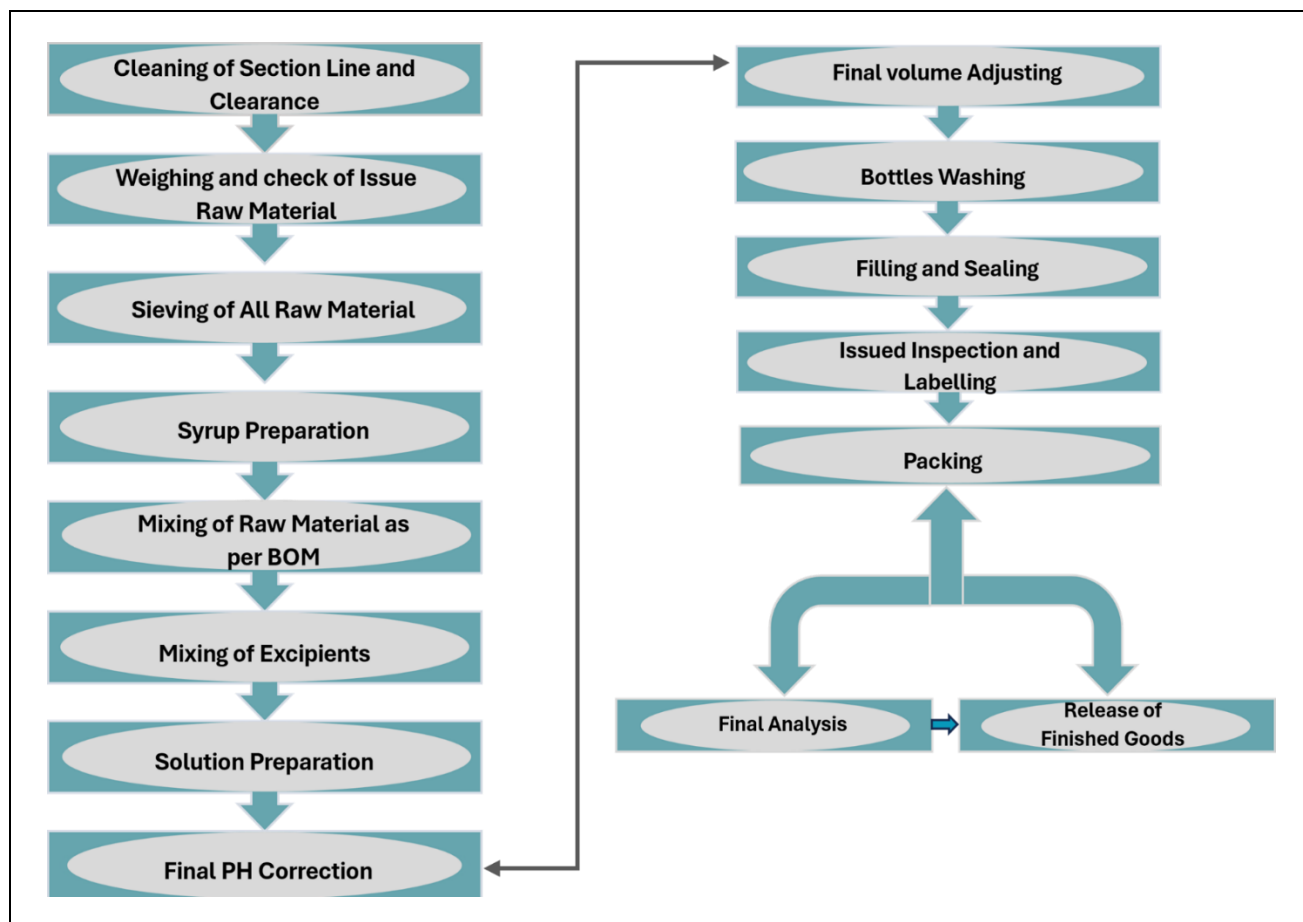 Cleaning of Section Line and
Clearance
Weighing and check of Issue
Raw Material
Sieving of All Raw Material
Syrup Preparation
Mixing of Raw Material as
per BOM
Mixing of Excipients
Solution Preparation
Final PH Correction
Final volume Adjusting
Bottles Washing
Filling and Sealing
Issued Inspection and
Labelling
Packing
Final Analysis
Release of
Finished Goods